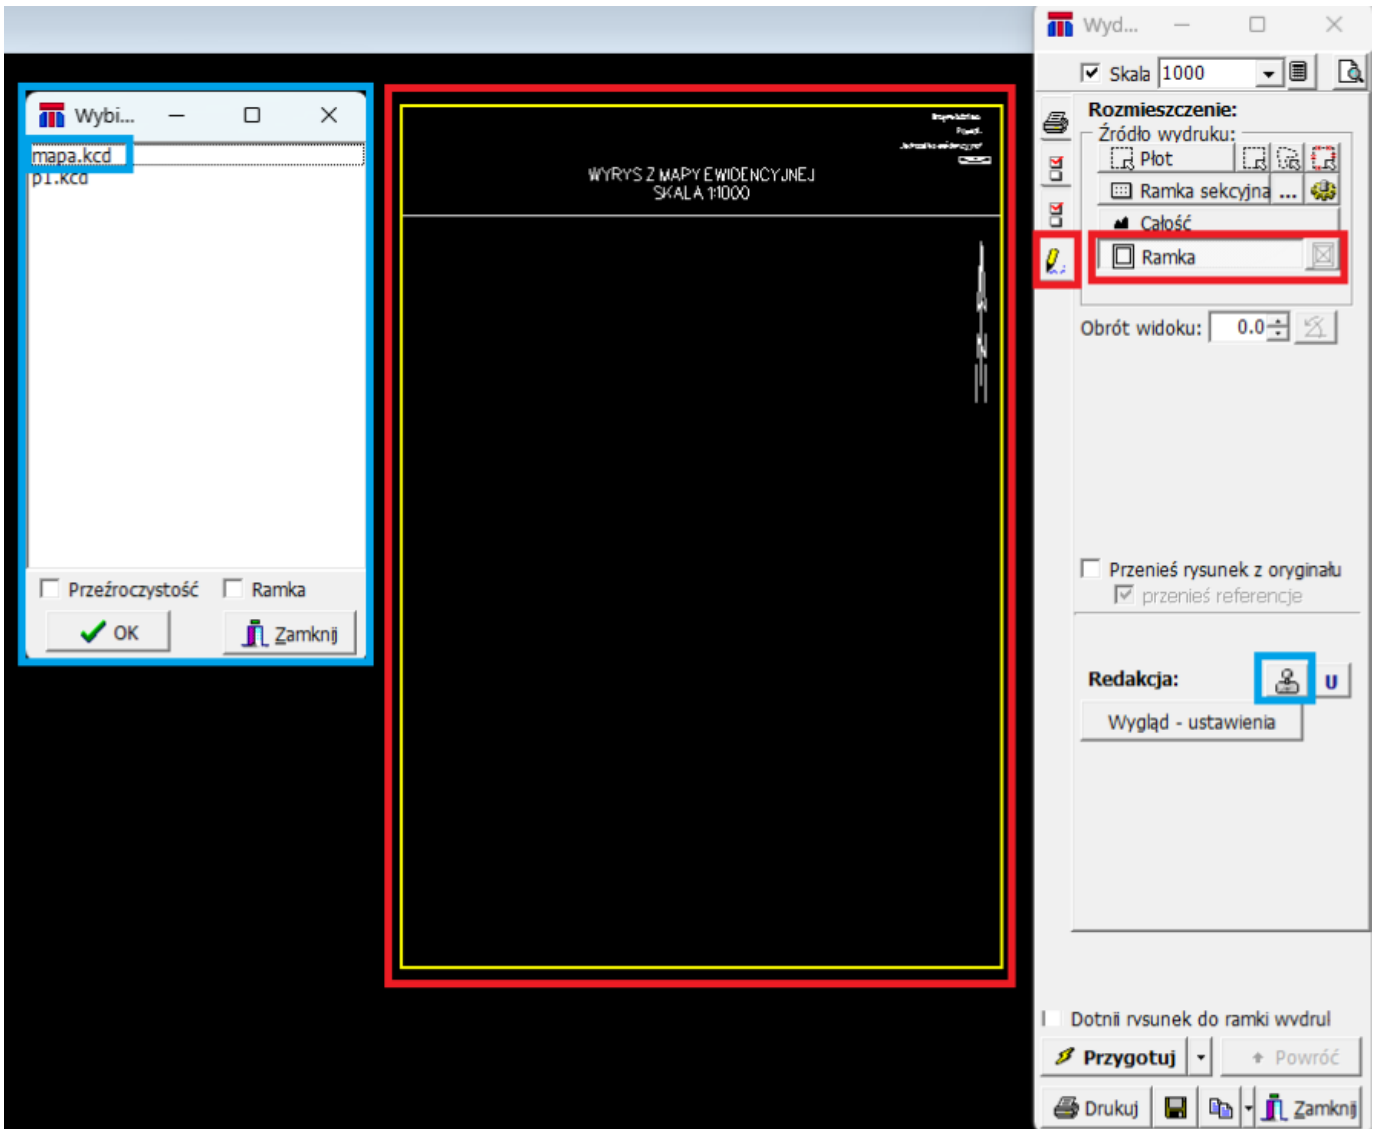 Wybi...
mapa.kcd
p1.kcd
Przeźroczystość
Ramka
OK
Zamknij
WYRYS Z MAPY EWIDENCYJNEJ
SKALA 1:1000
N
Wyd...
Skala 1000
Rozmieszczenie:
Źródło wydruku:
Płot
Ramka sekcyjna ...
Całość
Ramka
Obrót widoku: 0.0
Przenieś rysunek z oryginału
przenieś referencje
Redakcja:
U
Wygląd - ustawienia
Dotnij rysunek do ramki wydruł
Przygotuj
Powróć
Drukuj
Zamknij